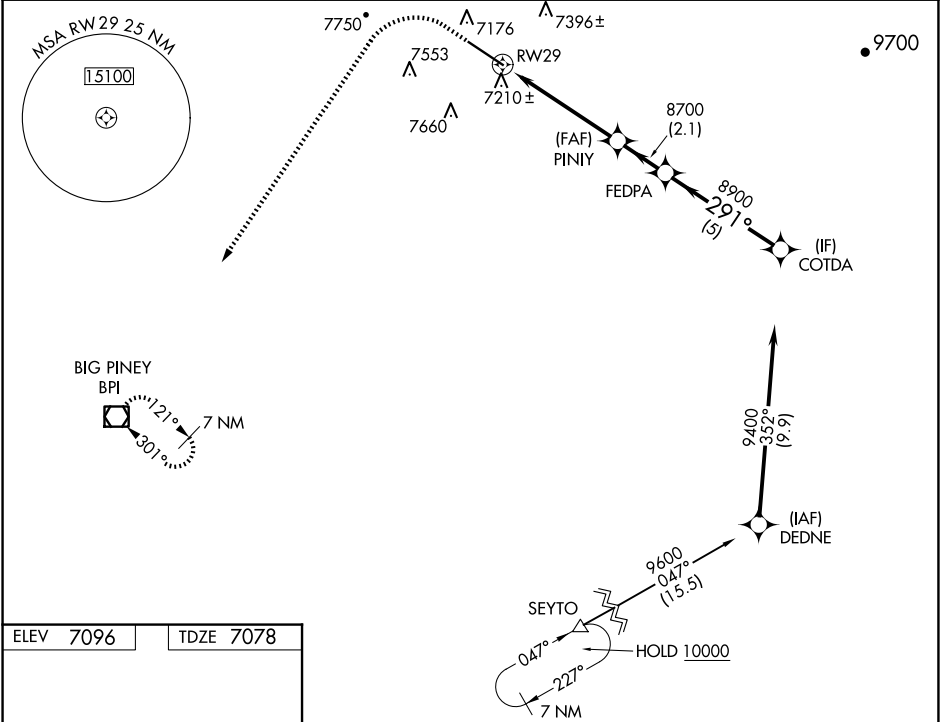 MSA RW29 25 NM
15100
7750
7176
7396±
7553
RW29
9700
7210±
7660
8700
(2.1)
(FAF)
PINIY
FEDPA
8900
291°
(5)
(IF)
COTDA
BIG PINEY
BPI
121°
7 NM
301°
9400
352°
(9.9)
(IAF)
DEDNE
9600
047°
(15.5)
SEYTO
HOLD 10000
047°
227°
7 NM
ELEV 7096
TDZE 7078